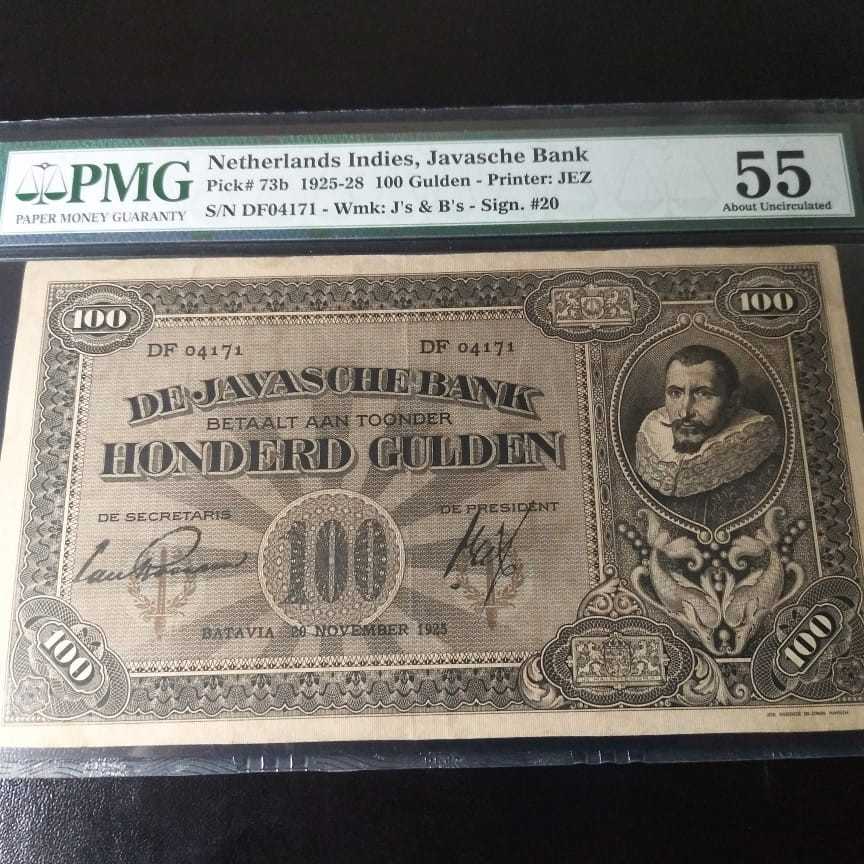 PMG
PAPER MONEY GUARANTY
Netherlands Indies, Javasche Bank
Pick# 73b 1925-28 100 Gulden - Printer: JEZ
S/N DF04171 - Wmk: J's & B's - Sign. #20
55
About Uncirculated
100
100
DF 04171
DF 04171
DE JAVASCHE BANK
BETAALT AAN TOONDER
HONDERD GULDEN
DE SECRETARIS
DE PRESIDENT
100
BATAVIA 20 NOVEMBER 1925
100
100